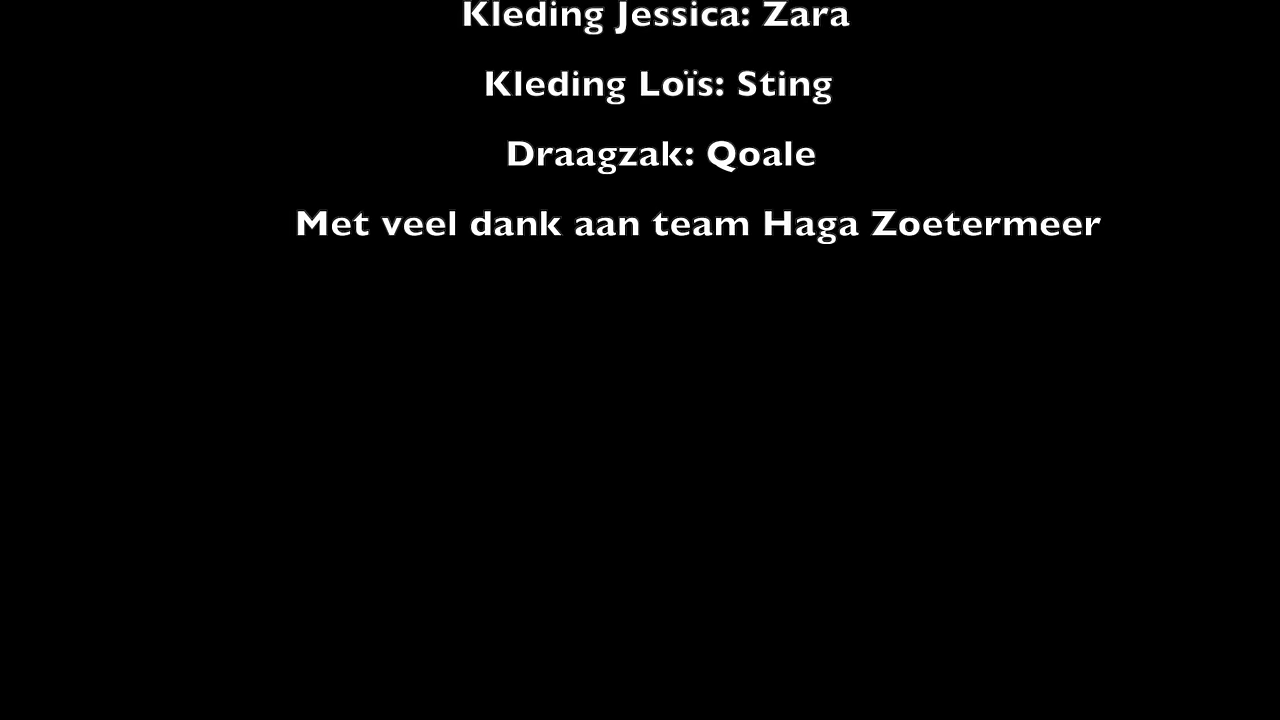 Kleding Jessica: Zara
Kleding Loïs: Sting
Draagzak: Qoale
Met veel dank aan team Haga Zoetermeer